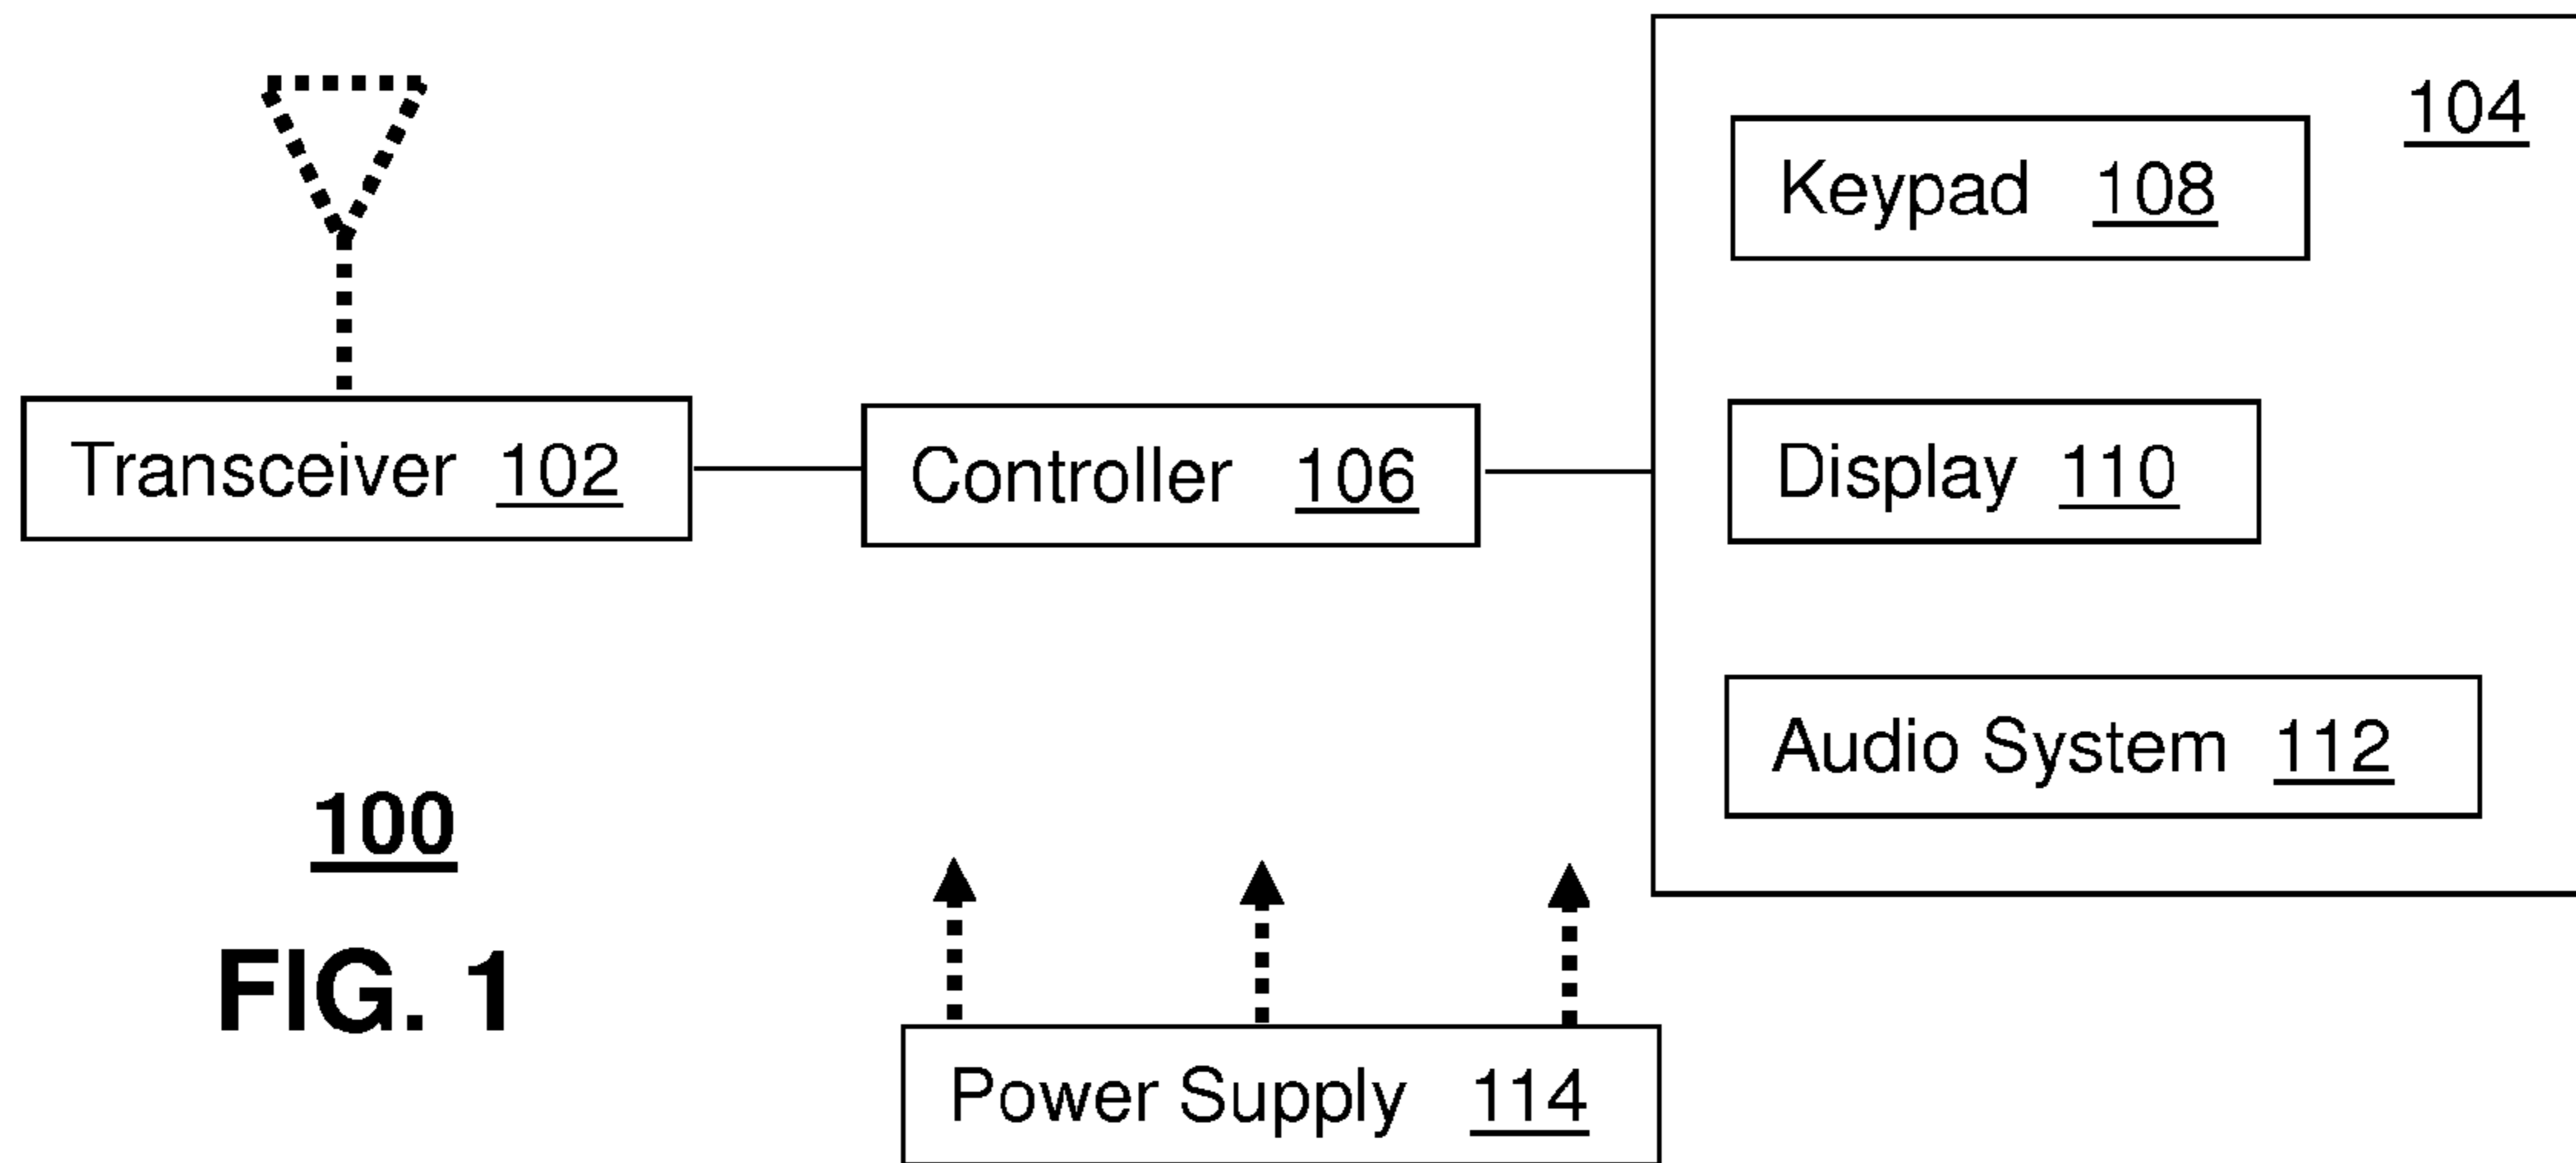 104
Keypad 108
Transceiver 102
Controller 106
Display 110
Audio System 112
100
FIG. 1
Power Supply 114